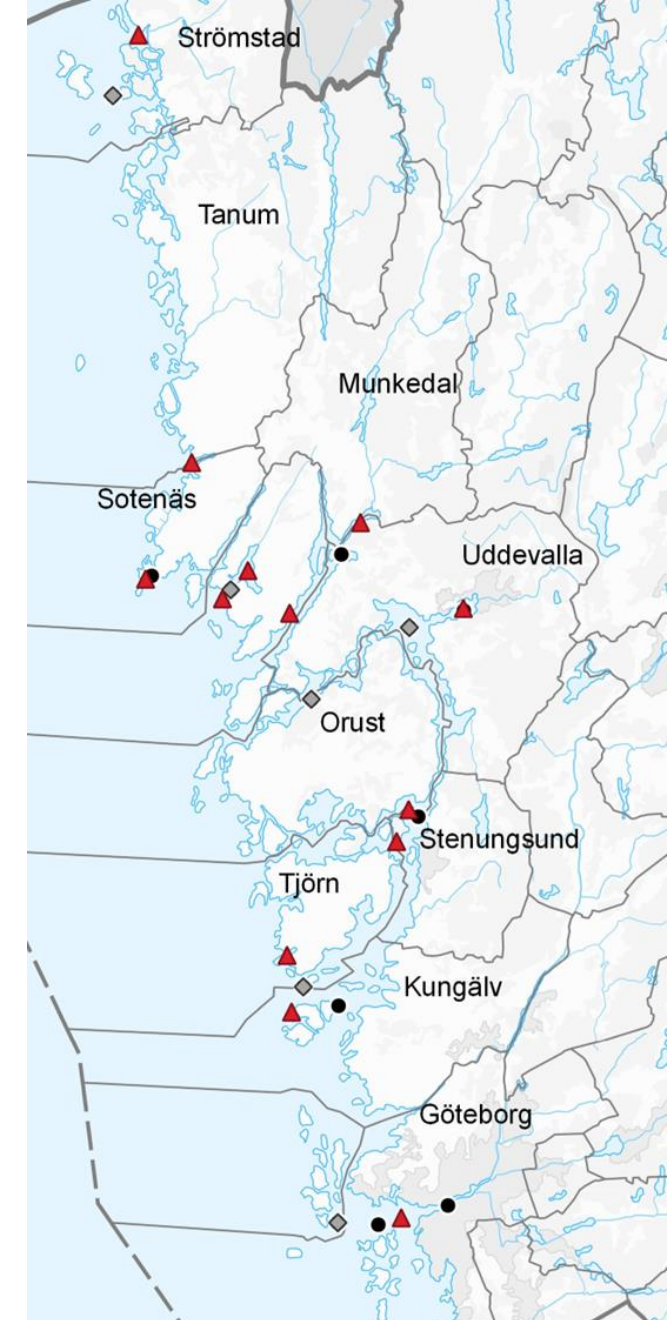 Strömstad
Tanum
Munkedal
Sotenäs
Uddevalla
Orust
Stenungsund
Tjörn
Kungälv
Göteborg